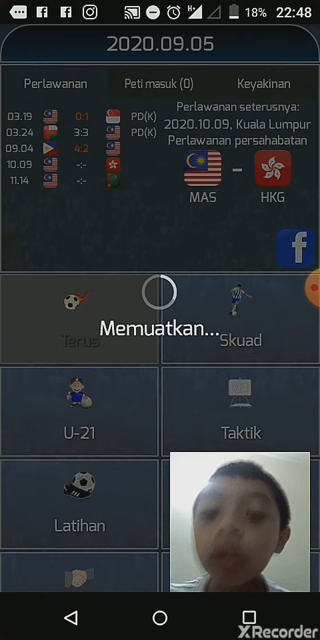 18% 22:48
2020.09.05
Perlawanan Peti masuk (0) Keyakinan
03.19 0:1 PD(K)
03.24 3:3 PD(K)
09.04 4:2
10.09 -:-
11.14 -:-
Perlawanan seterusnya:
2020.10.09, Kuala Lumpur
Perlawanan persahabatan
MAS - HKG
f
Memuatkan...
Terus Skuad
U-21 Taktik
Latihan
XRecorder